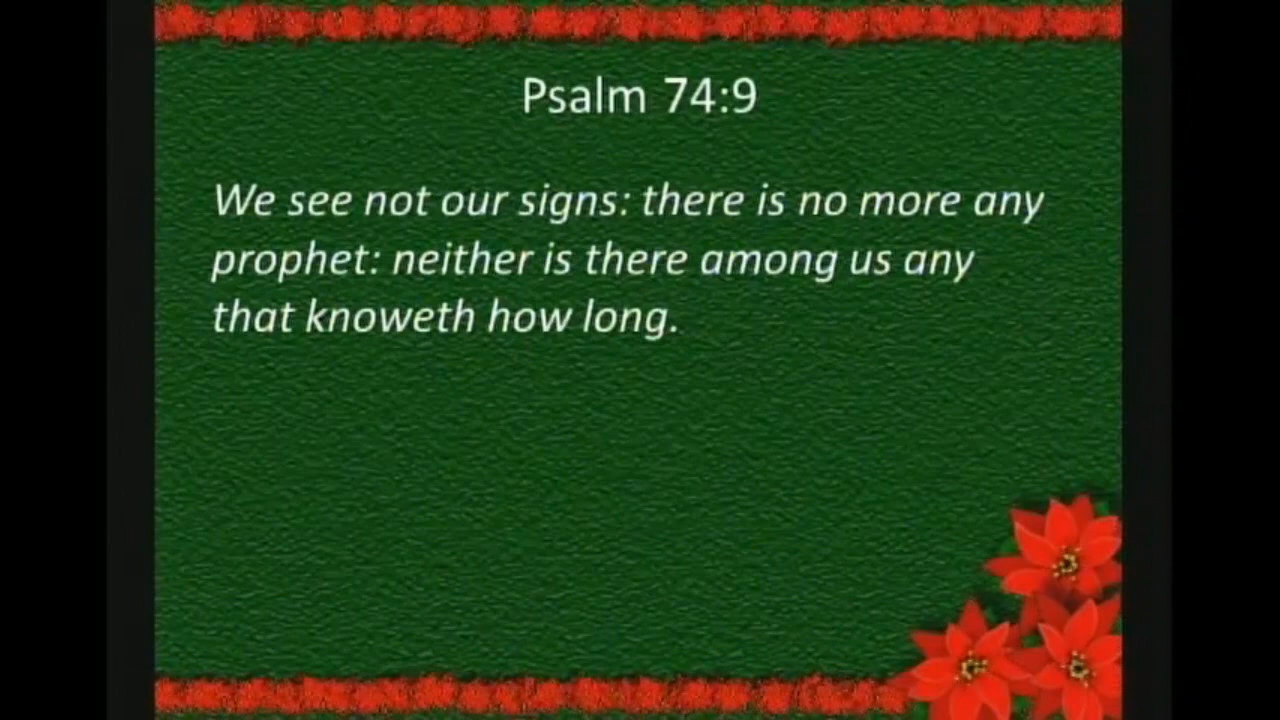 Psalm 74:9
We see not our signs: there is no more any
prophet: neither is there among us any
that knoweth how long.